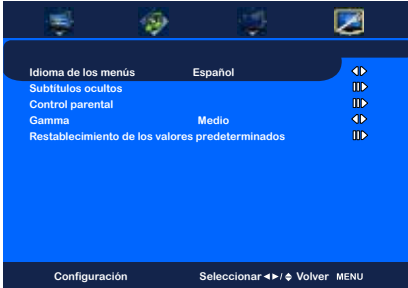 Idioma de los menús Español
Subtítulos ocultos
Control parental
Gamma Medio
Restablecimiento de los valores predeterminados
Configuración Seleccionar ◄►/ ♦ Volver MENU